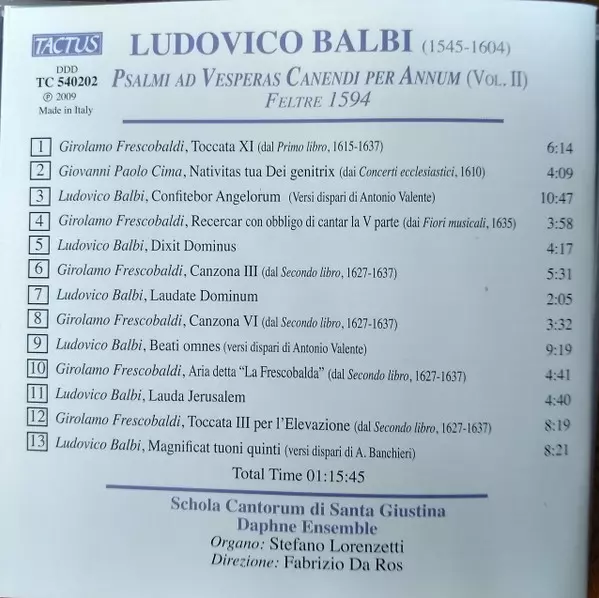 TACTUS
DDD
TC 540202
℗ 2009
Made in Italy
LUDOVICO BALBI (1545-1604)
PSALMI AD VESPERAS CANENDI PER ANNUM (VOL. II)
FELTRE 1594
1 Girolamo Frescobaldi, Toccata XI (dal Primo libro, 1615-1637) 6:14
2 Giovanni Paolo Cima, Nativitas tua Dei genitrix (dai Concerti ecclesiastici, 1610) 4:09
3 Ludovico Balbi, Confitebor Angelorum (Versi dispari di Antonio Valente) 10:47
4 Girolamo Frescobaldi, Recercar con obbligo di cantar la V parte (dai Fiori musicali, 1635) 3:58
5 Ludovico Balbi, Dixit Dominus 4:17
6 Girolamo Frescobaldi, Canzona III (dal Secondo libro, 1627-1637) 5:31
7 Ludovico Balbi, Laudate Dominum 2:05
8 Girolamo Frescobaldi, Canzona VI (dal Secondo libro, 1627-1637) 3:32
9 Ludovico Balbi, Beati omnes (versi dispari di Antonio Valente) 9:19
10 Girolamo Frescobaldi, Aria detta “La Frescobalda” (dal Secondo libro, 1627-1637) 4:41
11 Ludovico Balbi, Lauda Jerusalem 4:40
12 Girolamo Frescobaldi, Toccata III per l’Elevazione (dal Secondo libro, 1627-1637) 8:19
13 Ludovico Balbi, Magnificat tuoni quinti (versi dispari di A. Banchieri) 8:21
Total Time 01:15:45
Schola Cantorum di Santa Giustina
Daphne Ensemble
Organo: Stefano Lorenzetti
Direzione: Fabrizio Da Ros